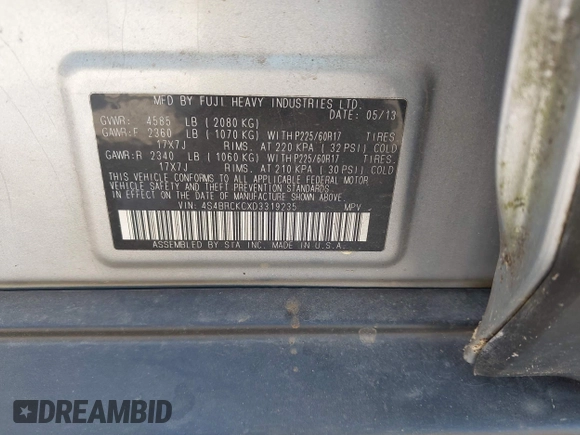 MFD BY FUJI HEAVY INDUSTRIES LTD.
DATE: 05/13
GVWR: 4585 LB ( 2080 KG)
GAWR:F 2360 LB ( 1070 KG) WITH P225/60R17 TIRES.
17X7J RIMS, AT 220 KPA ( 32 PSI) COLD
GAWR:R 2340 LB ( 1060 KG) WITH P225/60R17 TIRES.
17X7J RIMS, AT 210 KPA ( 30 PSI) COLD
THIS VEHICLE CONFORMS TO ALL APPLICABLE FEDERAL MOTOR
VEHICLE SAFETY AND THEFT PREVENTION STANDARDS
IN EFFECT ON THE DATE OF MANUFACTURE SHOWN ABOVE.
VIN: 4S4BRCKCXD3319235 MPV
ASSEMBLED BY SIA INC. MADE IN U.S.A.
DREAMBID